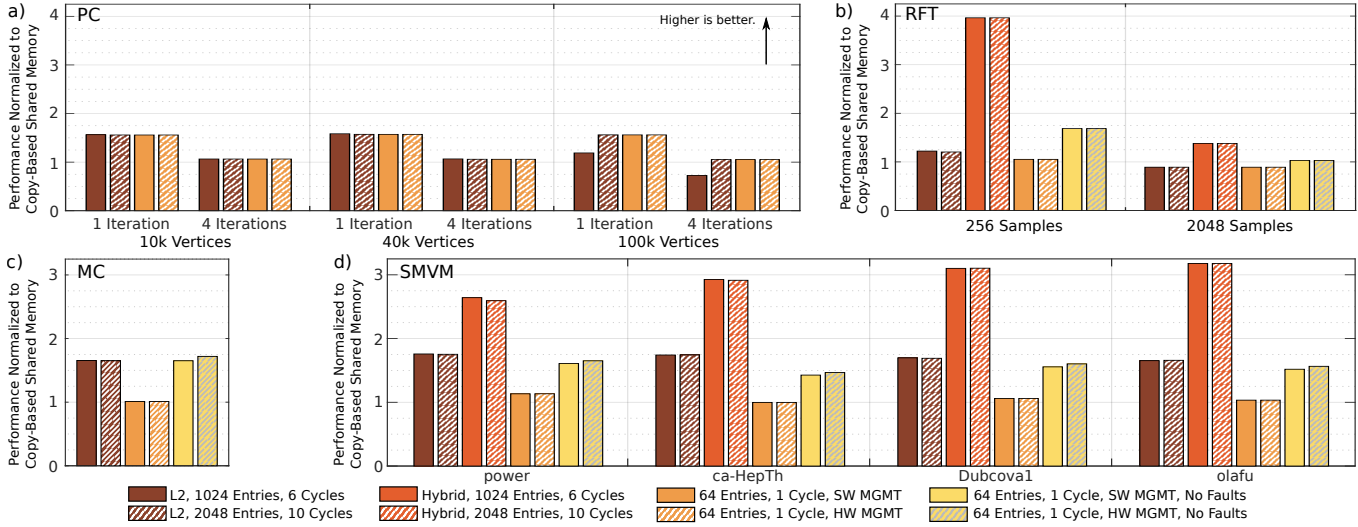 a) PC
Performance Normalized to
Copy-Based Shared Memory
4
3
2
1
0
Higher is better.
1 Iteration 4 Iterations 1 Iteration 4 Iterations 1 Iteration 4 Iterations
10k Vertices 40k Vertices 100k Vertices
b) RFT
Performance Normalized to
Copy-Based Shared Memory
4
3
2
1
0
256 Samples 2048 Samples
c) MC
Performance Normalized to
Copy-Based Shared Memory
3
2
1
0
d) SMVM
Performance Normalized to
Copy-Based Shared Memory
3
2
1
0
power ca-HepTh Dubcova1 olafu
L2, 1024 Entries, 6 Cycles Hybrid, 1024 Entries, 6 Cycles 64 Entries, 1 Cycle, SW MGMT 64 Entries, 1 Cycle, SW MGMT, No Faults
L2, 2048 Entries, 10 Cycles Hybrid, 2048 Entries, 10 Cycles 64 Entries, 1 Cycle, HW MGMT 64 Entries, 1 Cycle, HW MGMT, No Faults